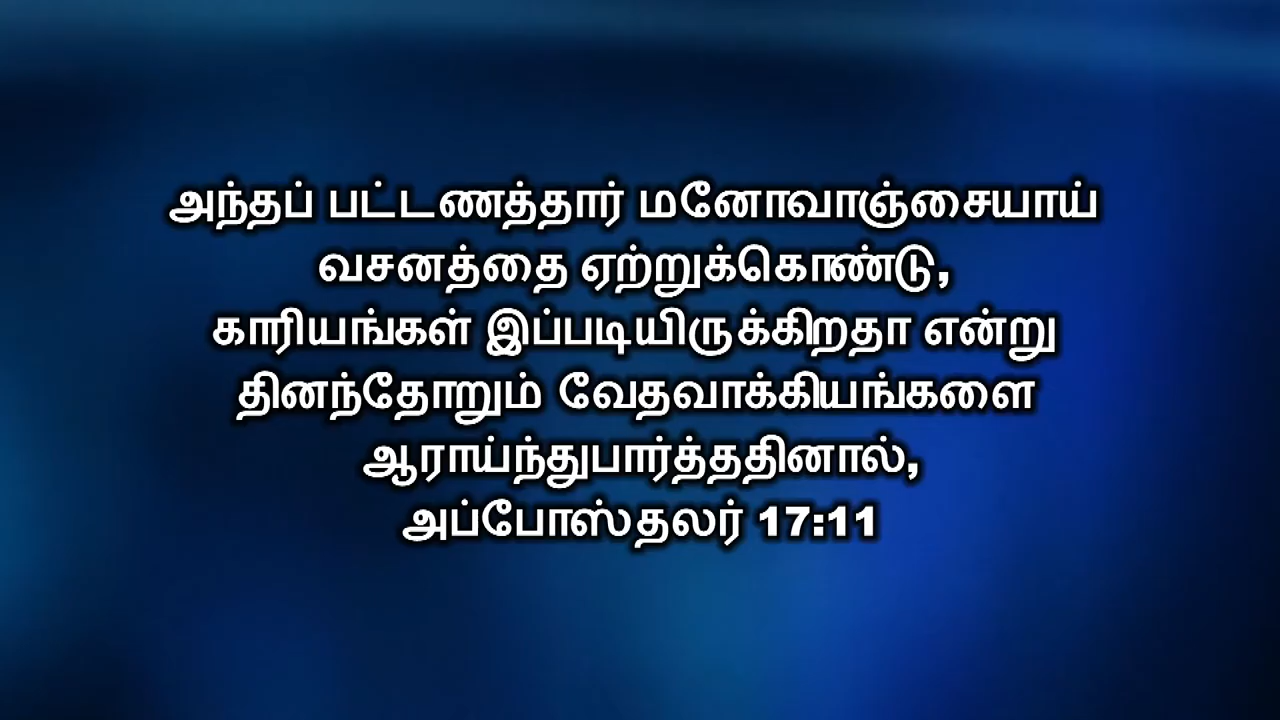 அந்தப் பட்டணத்தார் மனோவாஞ்சையாய்
வசனத்தை ஏற்றுக்கொண்டு,
காரியங்கள் இப்படியிருக்கிறதா என்று
தினந்தோறும் வேதவாக்கியங்களை
ஆராய்ந்துபார்த்ததினால்,
அப்போஸ்தலர் 17:11